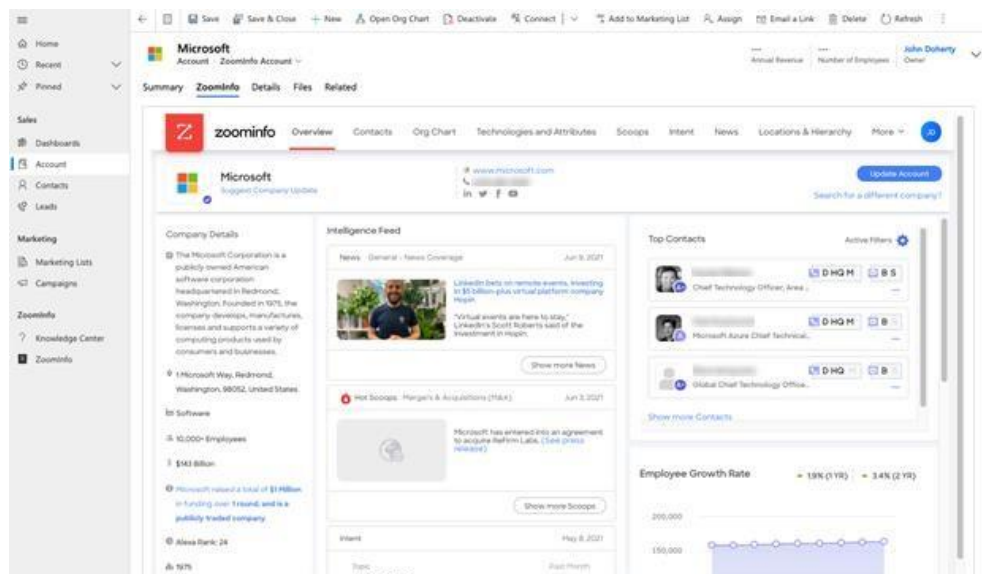 Save
Save & Close
New
Open Org Chart
Deactivate
Connect
Add to Marketing List
Assign
Email a Link
Delete
Refresh
Home
Recent
Pinned
Sales
Dashboards
Account
Contacts
Leads
Marketing
Marketing Lists
Campaigns
ZoomInfo
Knowledge Center
ZoomInfo
Microsoft
Account · ZoomInfo Account
---
Annual Revenue
---
Number of Employees
John Doherty
Owner
Summary
ZoomInfo
Details
Files
Related
Z
zoominfo
Overview
Contacts
Org Chart
Technologies and Attributes
Scoops
Intent
News
Locations & Hierarchy
More
JD
Microsoft
Suggest Company Update
www.microsoft.com
Update Account
Search for a different company?
Company Details
The Microsoft Corporation is a
publicly owned American
software corporation
headquartered in Redmond,
Washington. Founded in 1975, the
company develops, manufactures,
licenses and supports a variety of
computing products used by
consumers and businesses.
1 Microsoft Way, Redmond,
Washington, 98052, United States
Software
10,000+ Employees
$143 Billion
Microsoft raised a total of $1 Million
in funding over 1 round, and is a
publicly traded company
Alexa Rank: 24
1975
Intelligence Feed
News General - News Coverage
Jun 9, 2021
LinkedIn bets on remote events, investing
in $5 billion-plus virtual platform company
Hopin
"Virtual events are here to stay,"
LinkedIn's Scott Roberts said of the
investment in Hopin.
Show more News
Hot Scoops Mergers & Acquisitions (M&A)
Jun 3, 2021
Microsoft has entered into an agreement
to acquire ReFirm Labs. (See press
release)
Show more Scoops
Intent
May 8, 2021
Topic
Past Month
Top Contacts
Active Filters
A+
D HQ M
B S
Chief Technology Officer, Area ..
A+
D HQ M
B
Microsoft Azure Chief Technical..
A+
D HQ
B
Global Chief Technology Office..
Show more Contacts
Employee Growth Rate
1.9% (1 YR)
3.4% (2 YR)
200,000
150,000